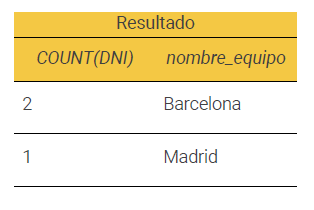 Resultado
COUNT(DNI) nombre_equipo
2 Barcelona
1 Madrid